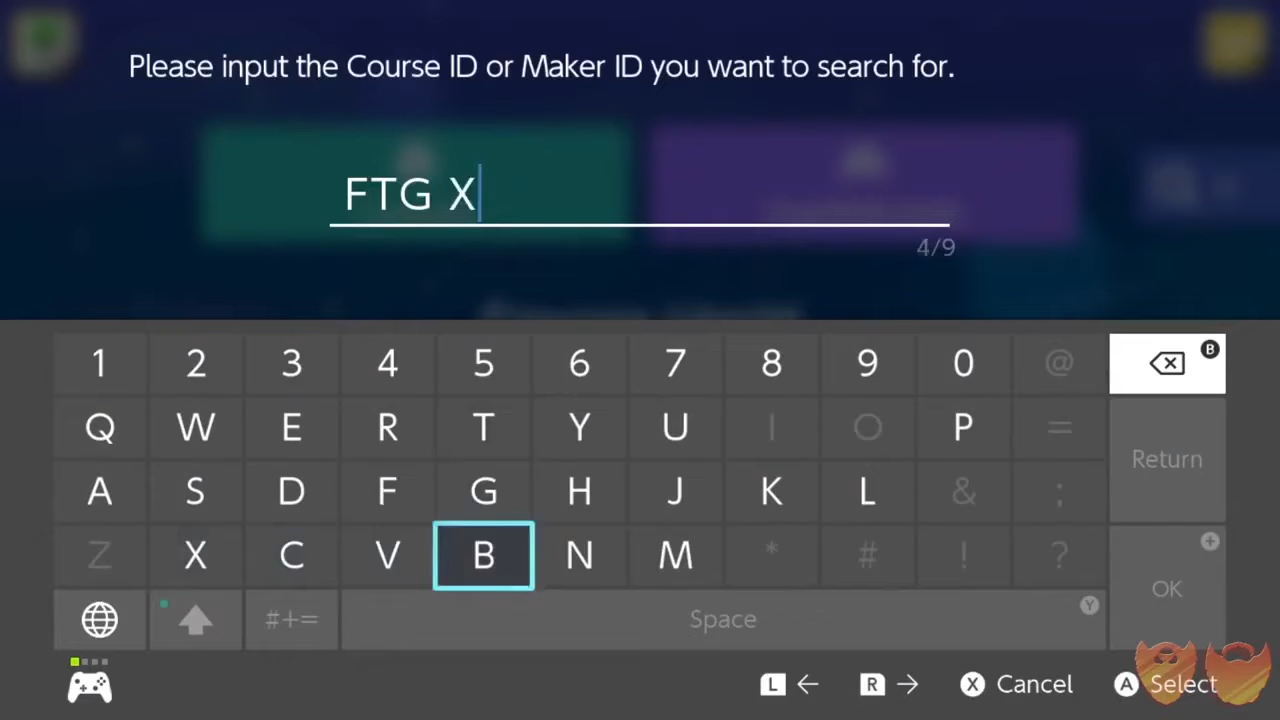 Please input the Course ID or Maker ID you want to search for.
FTG X
4/9
1 2 3 4 5 6 7 8 9 0 @ B
Q W E R T Y U I O P =
Return
A S D F G H J K L & ;
Z X C V B N M * # ! ?
OK
#+= Space Y
L ← R → X Cancel A Select